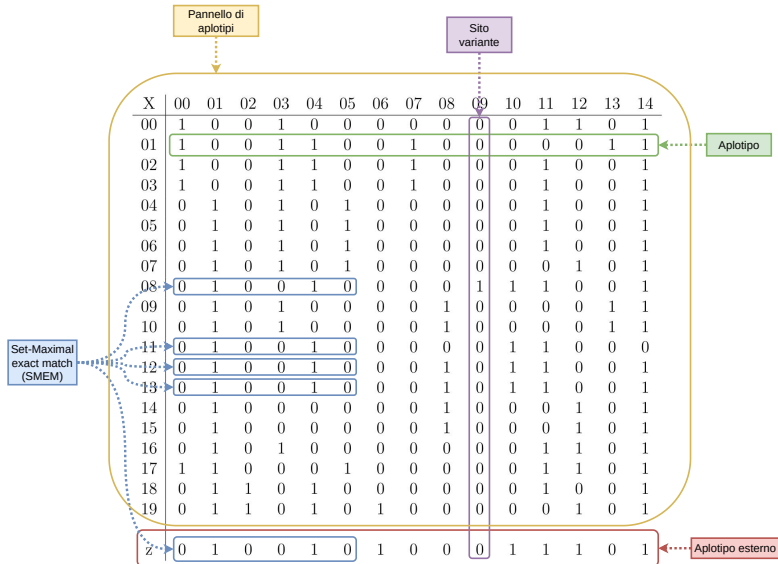 Pannello di
aplotipi
Sito
variante
X 00 01 02 03 04 05 06 07 08 09 10 11 12 13 14
00 1 0 0 1 0 0 0 0 0 0 0 1 1 0 1
01 1 0 0 1 1 0 0 1 0 0 0 0 0 1 1
Aplotipo
02 1 0 0 1 1 0 0 1 0 0 0 1 0 0 1
03 1 0 0 1 1 0 0 1 0 0 0 1 0 0 1
04 0 1 0 1 0 1 0 0 0 0 0 1 0 0 1
05 0 1 0 1 0 1 0 0 0 0 0 1 0 0 1
06 0 1 0 1 0 1 0 0 0 0 0 1 0 0 1
07 0 1 0 1 0 1 0 0 0 0 0 0 1 0 1
08 0 1 0 0 1 0 0 0 0 1 1 1 0 0 1
09 0 1 0 1 0 0 0 0 1 0 0 0 0 1 1
10 0 1 0 1 0 0 0 0 1 0 0 0 0 1 1
11 0 1 0 0 1 0 0 0 0 0 1 1 0 0 0
12 0 1 0 0 1 0 0 0 1 0 1 1 0 0 1
13 0 1 0 0 1 0 0 0 1 0 1 1 0 0 1
14 0 1 0 0 0 0 0 0 1 0 0 0 1 0 1
15 0 1 0 0 0 0 0 0 1 0 0 0 1 0 1
16 0 1 0 1 0 0 0 0 0 0 0 1 1 0 1
17 1 1 0 0 0 1 0 0 0 0 0 1 1 0 1
18 0 1 1 0 1 0 0 0 0 0 0 1 0 0 1
19 0 1 1 0 1 0 1 0 0 0 0 0 1 0 1
z 0 1 0 0 1 0 1 0 0 0 1 1 1 0 1
Set-Maximal
exact match
(SMEM)
Aplotipo esterno